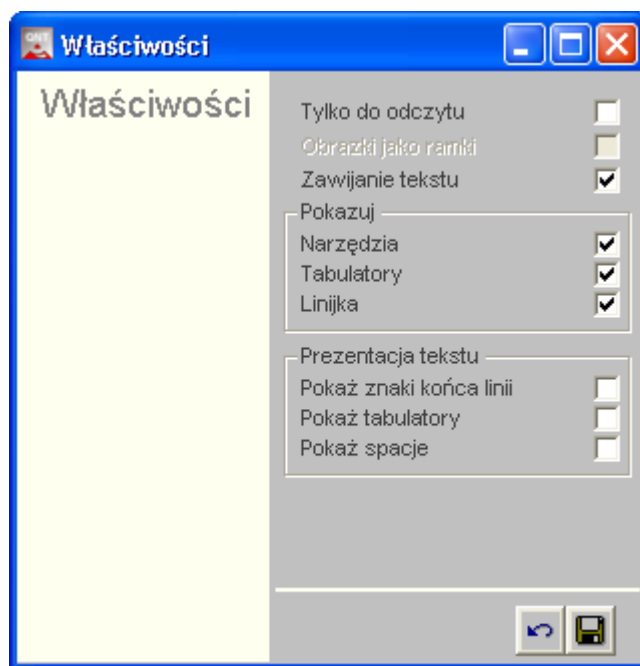 QNT Właściwości
Właściwości
Tylko do odczytu
Obrazki jako ramki
Zawijanie tekstu
Pokazuj
Narzędzia
Tabulatory
Linijka
Prezentacja tekstu
Pokaż znaki końca linii
Pokaż tabulatory
Pokaż spacje